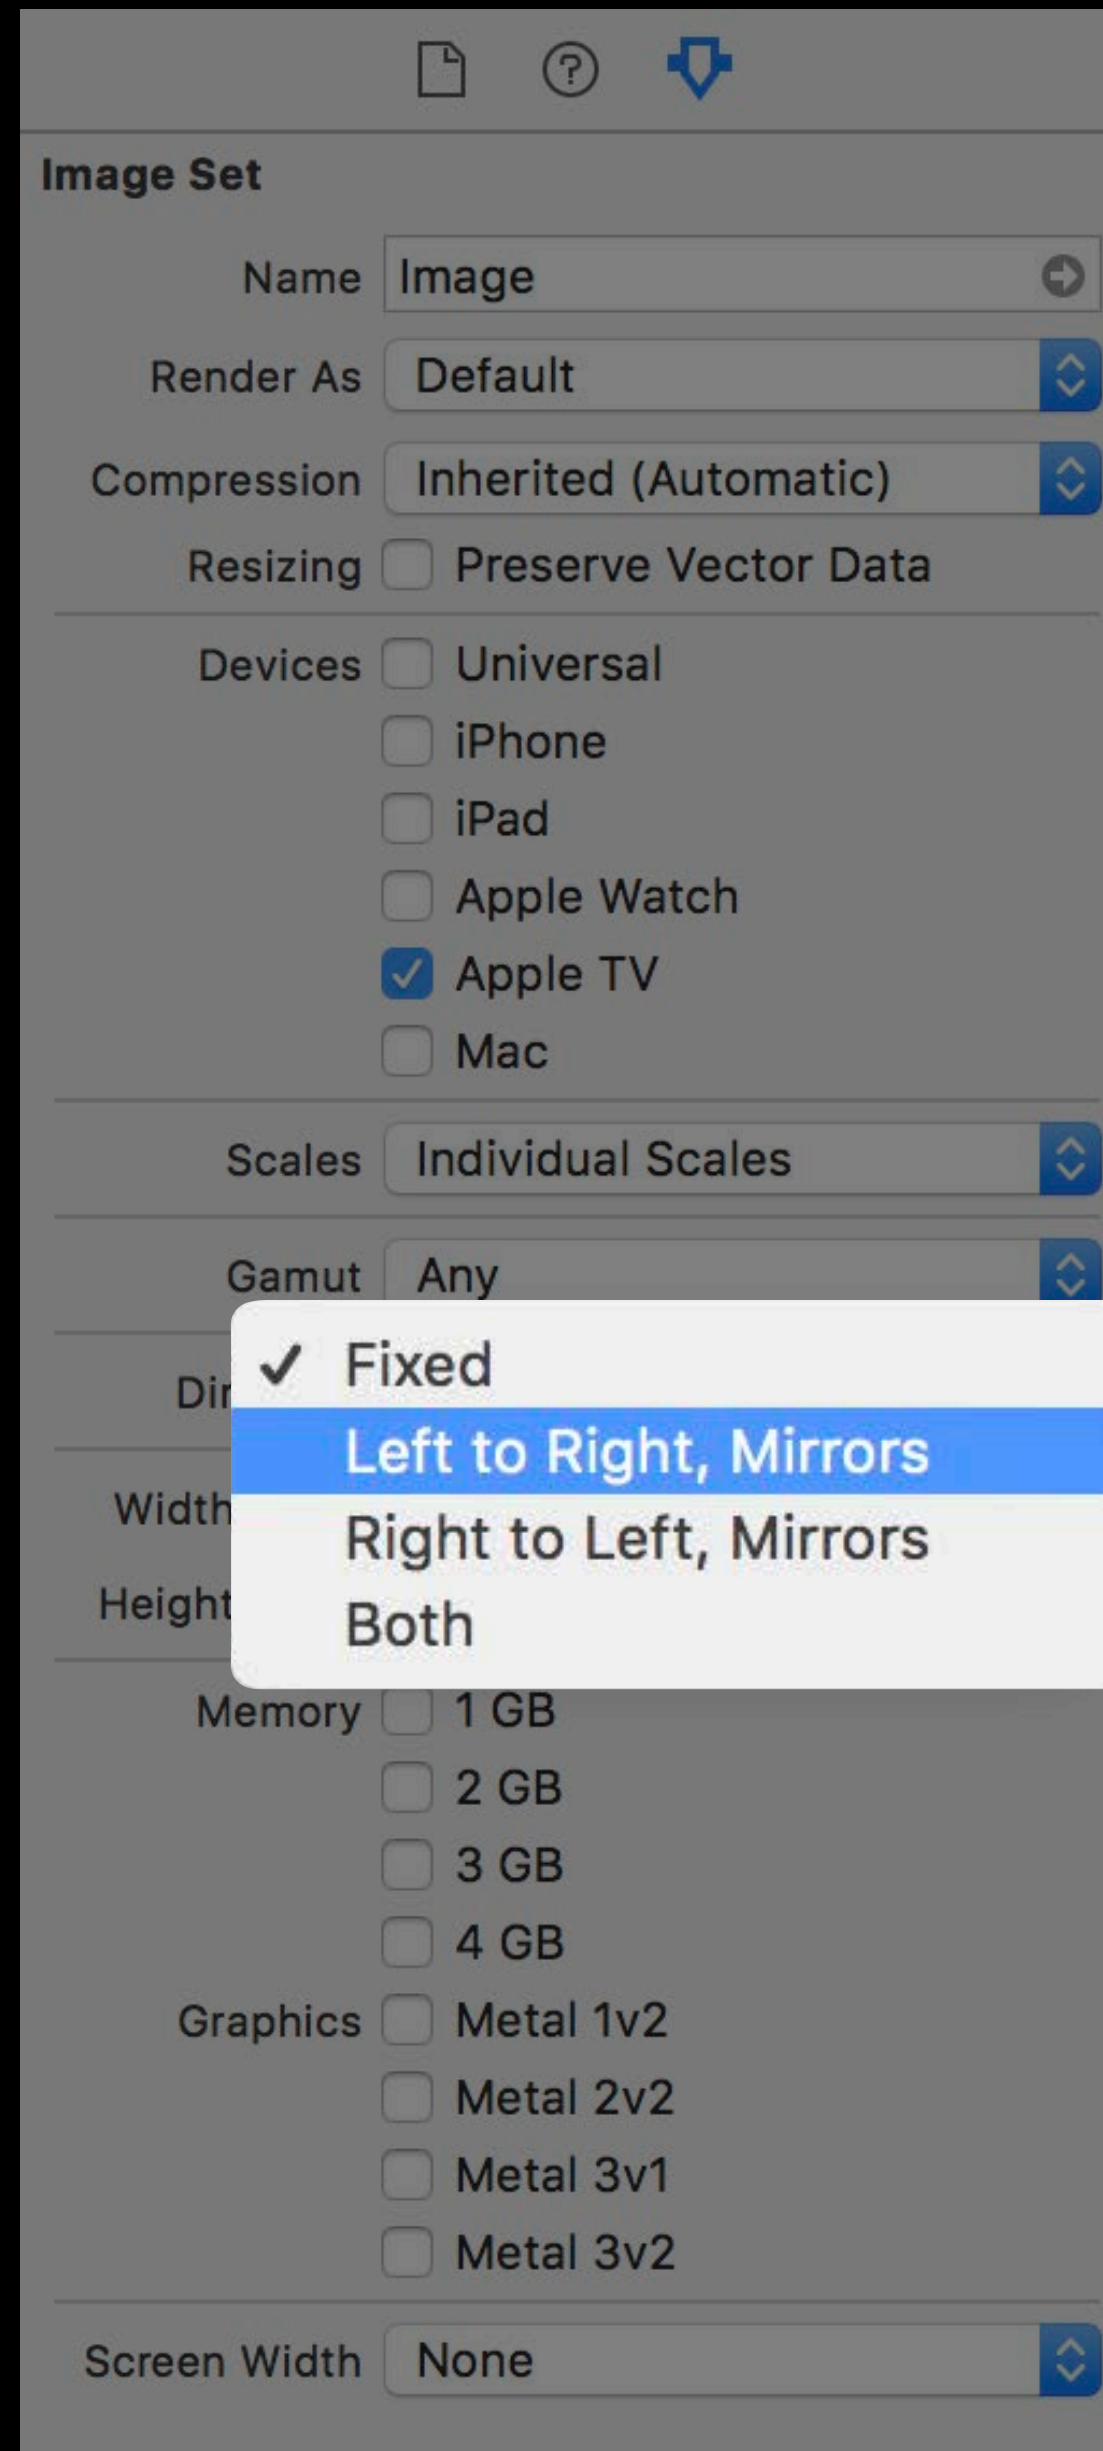 Image Set
Name Image
Render As Default
Compression Inherited (Automatic)
Resizing Preserve Vector Data
Devices Universal
iPhone
iPad
Apple Watch
Apple TV
Mac
Scales Individual Scales
Gamut Any
Fixed
Dir
Left to Right, Mirrors
Width
Right to Left, Mirrors
Height
Both
Memory 1 GB
2 GB
3 GB
4 GB
Graphics Metal 1v2
Metal 2v2
Metal 3v1
Metal 3v2
Screen Width None